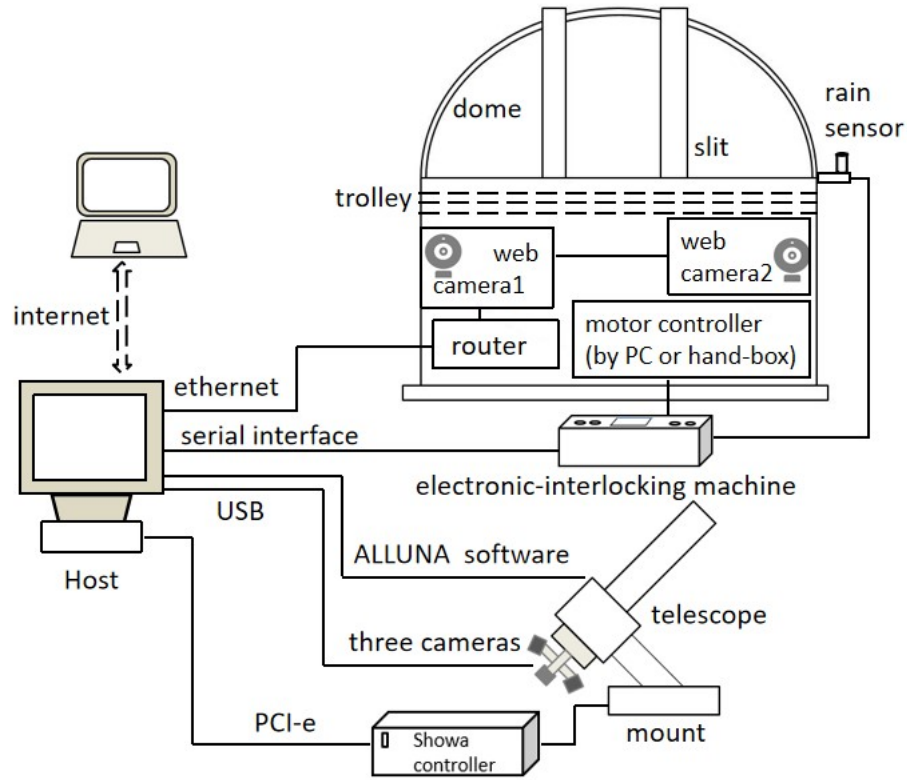 rain
sensor
dome
slit
trolley
web
camera1
web
camera2
internet
router
motor controller
(by PC or hand-box)
ethernet
serial interface
electronic-interlocking machine
USB
ALLUNA software
Host
telescope
three cameras
PCI-e
Showa
controller
mount